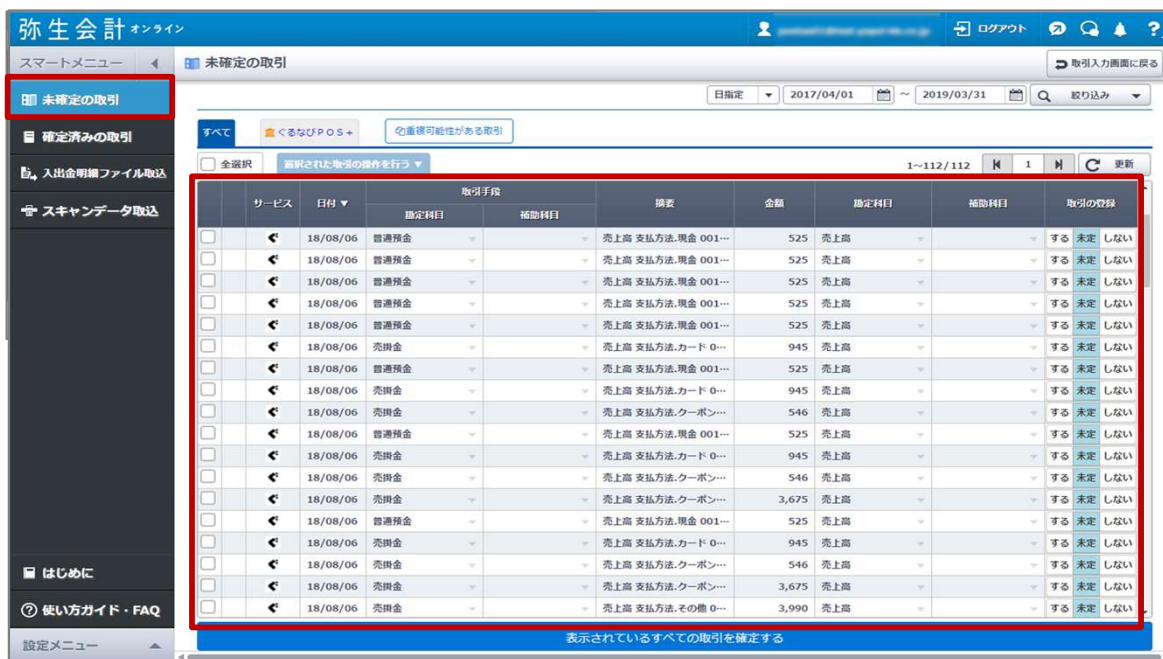 弥生会計 オンライン
ログアウト
?
スマートメニュー
未確定の取引
取引入力画面に戻る
未確定の取引
確定済みの取引
入出金明細ファイル取込
スキャンデータ取込
はじめに
使い方ガイド・FAQ
設定メニュー
日指定 2017/04/01 ～ 2019/03/31 絞り込み
すべて ぐるなびPOS+ 重複可能性がある取引
全選択 選択された取引の操作を行う ▼ 1～112/112 1 更新
取引手段
サービス 日付▼ 勘定科目 補助科目 摘要 金額 勘定科目 補助科目 取引の登録
18/08/06 普通預金 売上高 支払方法.現金 001… 525 売上高 する 未定 しない
18/08/06 普通預金 売上高 支払方法.現金 001… 525 売上高 する 未定 しない
18/08/06 普通預金 売上高 支払方法.現金 001… 525 売上高 する 未定 しない
18/08/06 普通預金 売上高 支払方法.現金 001… 525 売上高 する 未定 しない
18/08/06 普通預金 売上高 支払方法.現金 001… 525 売上高 する 未定 しない
18/08/06 売掛金 売上高 支払方法.カード 0… 945 売上高 する 未定 しない
18/08/06 普通預金 売上高 支払方法.現金 001… 525 売上高 する 未定 しない
18/08/06 売掛金 売上高 支払方法.カード 0… 945 売上高 する 未定 しない
18/08/06 売掛金 売上高 支払方法.クーポン… 546 売上高 する 未定 しない
18/08/06 普通預金 売上高 支払方法.現金 001… 525 売上高 する 未定 しない
18/08/06 売掛金 売上高 支払方法.カード 0… 945 売上高 する 未定 しない
18/08/06 売掛金 売上高 支払方法.クーポン… 546 売上高 する 未定 しない
18/08/06 売掛金 売上高 支払方法.クーポン… 3,675 売上高 する 未定 しない
18/08/06 普通預金 売上高 支払方法.現金 001… 525 売上高 する 未定 しない
18/08/06 売掛金 売上高 支払方法.カード 0… 945 売上高 する 未定 しない
18/08/06 売掛金 売上高 支払方法.クーポン… 546 売上高 する 未定 しない
18/08/06 売掛金 売上高 支払方法.クーポン… 3,675 売上高 する 未定 しない
18/08/06 売掛金 売上高 支払方法.その他 0… 3,990 売上高 する 未定 しない
表示されているすべての取引を確定する